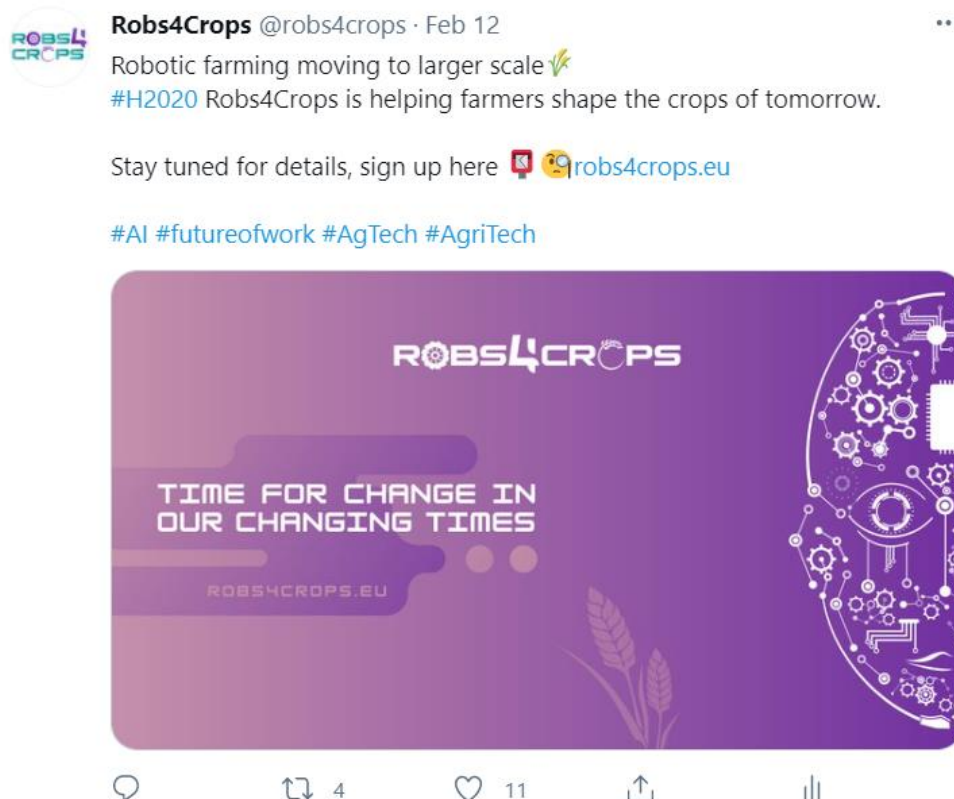 ROBS4
CROPS
Robs4Crops @robs4crops · Feb 12
Robotic farming moving to larger scale🌾
#H2020 Robs4Crops is helping farmers shape the crops of tomorrow.
Stay tuned for details, sign up here 📮 🧐robs4crops.eu
#AI #futureofwork #AgTech #AgriTech
ROBS4CROPS
TIME FOR CHANGE IN
OUR CHANGING TIMES
ROBS4CROPS.EU
4 11